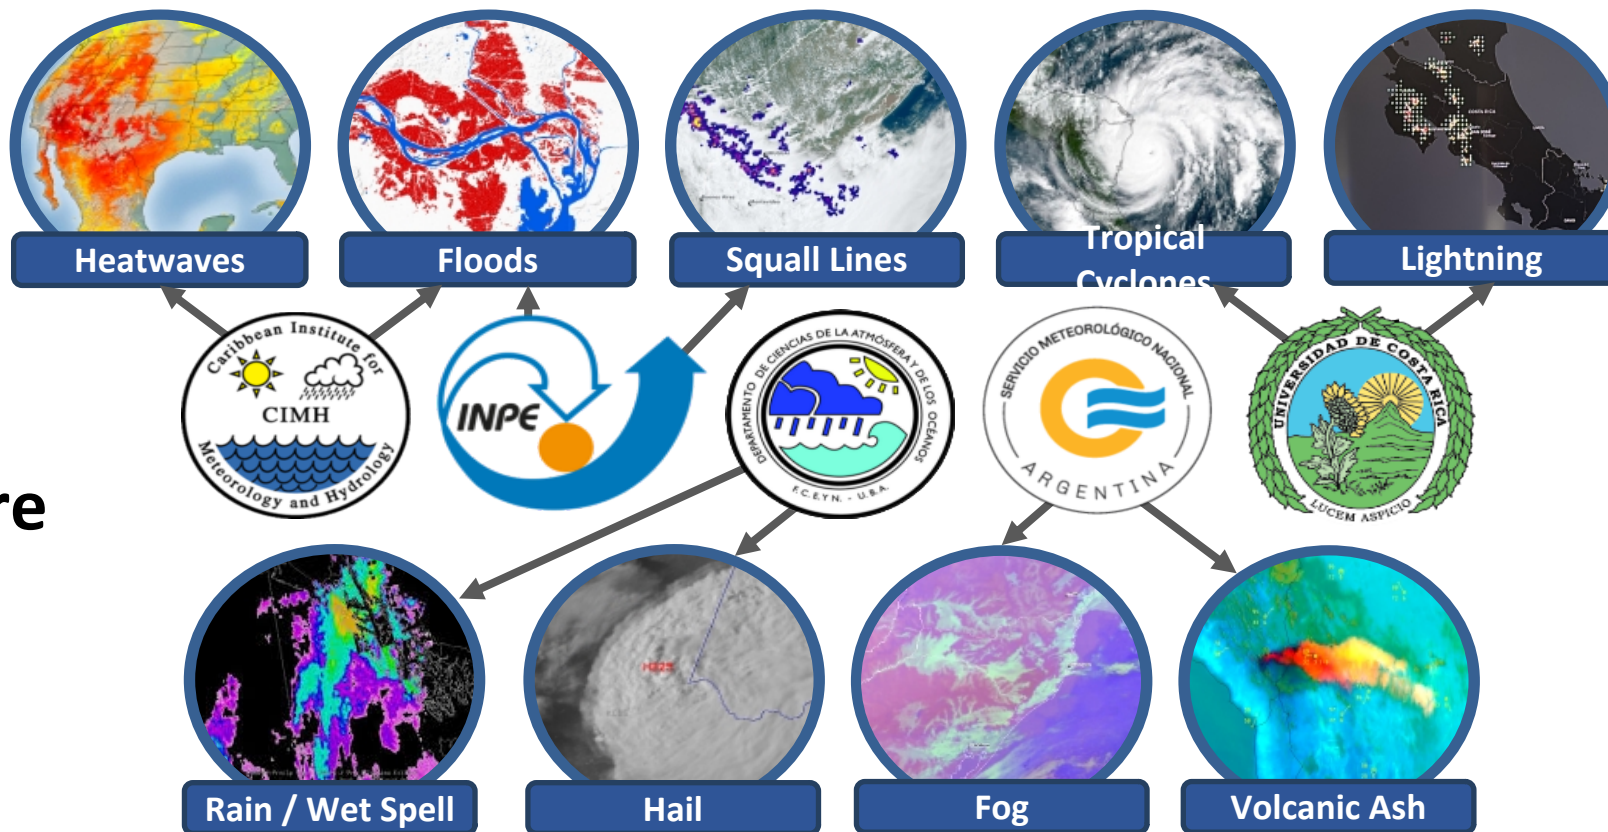 Heatwaves
Floods
Squall Lines
Tropical
Cyclones
Lightning
Caribbean Institute for
CIMH
Meteorology and Hydrology
INPE
DEPARTAMENTO DE CIENCIAS DE LA ATMÓSFERA Y DE LOS OCÉANOS
F.C.E.Y N. - U.B.A.
SERVICIO METEOROLÓGICO NACIONAL
ARGENTINA
UNIVERSIDAD DE COSTA RICA
LUCEM ASPICIO
re
Rain / Wet Spell
Hail
Fog
Volcanic Ash